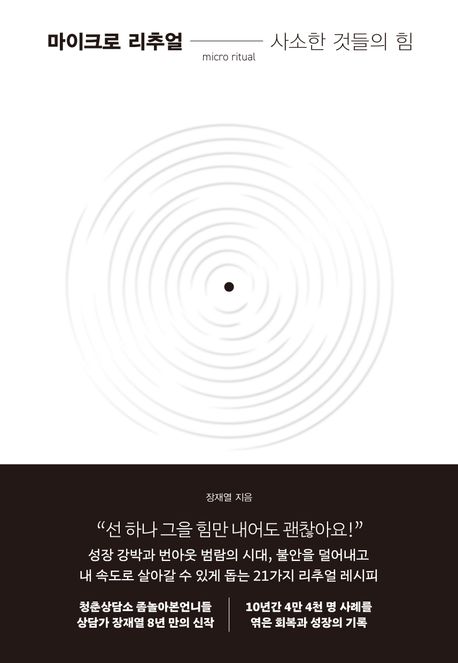 마이크로 리추얼 사소한 것들의 힘
micro ritual
장재열 지음
“선 하나 그을 힘만 내어도 괜찮아요!”
성장 강박과 번아웃 범람의 시대, 불안을 덜어내고
내 속도로 살아갈 수 있게 돕는 21가지 리추얼 레시피
청춘상담소 좀놀아본언니들
상담가 장재열 8년 만의 신작
10년간 4만 4천 명 사례를
엮은 회복과 성장의 기록